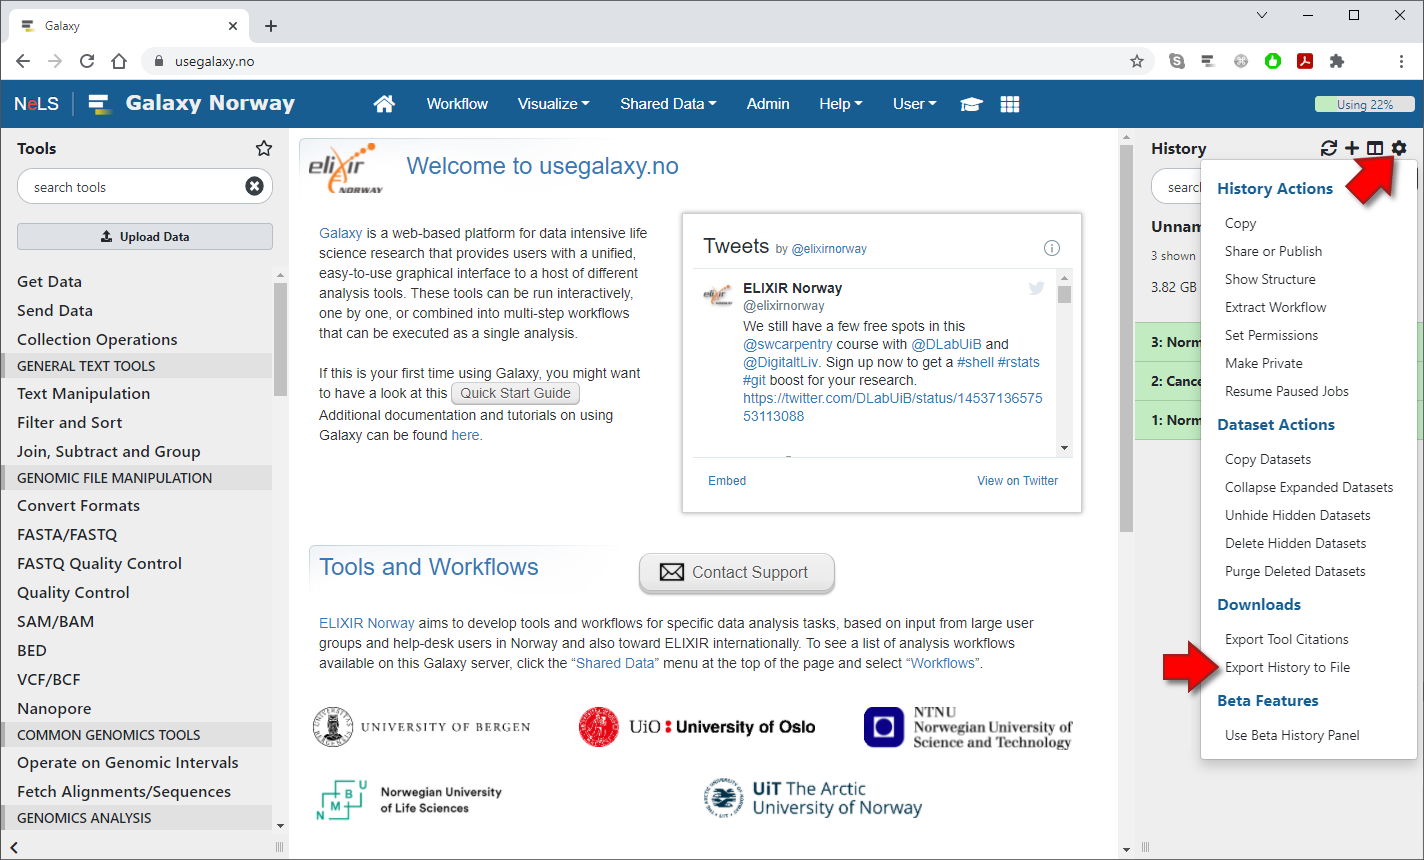 Galaxy
usegalaxy.no
NeLS
Galaxy Norway
Workflow
Visualize
Shared Data
Admin
Help
User
Using 22%
Tools
search tools
Upload Data
Get Data
Send Data
Collection Operations
GENERAL TEXT TOOLS
Text Manipulation
Filter and Sort
Join, Subtract and Group
GENOMIC FILE MANIPULATION
Convert Formats
FASTA/FASTQ
FASTQ Quality Control
Quality Control
SAM/BAM
BED
VCF/BCF
Nanopore
COMMON GENOMICS TOOLS
Operate on Genomic Intervals
Fetch Alignments/Sequences
GENOMICS ANALYSIS
elixir
NORWAY
Welcome to usegalaxy.no
Galaxy is a web-based platform for data intensive life
science research that provides users with a unified,
easy-to-use graphical interface to a host of different
analysis tools. These tools can be run interactively,
one by one, or combined into multi-step workflows
that can be executed as a single analysis.
If this is your first time using Galaxy, you might want
to have a look at this Quick Start Guide
Additional documentation and tutorials on using
Galaxy can be found here.
Tweets by @elixirnorway
elixir
ELIXIR Norway
@elixirnorway
We still have a few free spots in this
@swcarpentry course with @DLabUiB and
@DigitaltLiv. Sign up now to get a #shell #rstats
#git boost for your research.
https://twitter.com/DLabUiB/status/14537136575
53113088
Embed
View on Twitter
Tools and Workflows
Contact Support
ELIXIR Norway aims to develop tools and workflows for specific data analysis tasks, based on input from large user
groups and help-desk users in Norway and also toward ELIXIR internationally. To see a list of analysis workflows
available on this Galaxy server, click the “Shared Data” menu at the top of the page and select “Workflows”.
UNIVERSITY OF BERGEN
UiO: University of Oslo
NTNU
Norwegian University of
Science and Technology
NMBU
Norwegian University
of Life Sciences
UiT The Arctic
University of Norway
History
searc
Unnam
3 shown
3.82 GB
3: Norm
2: Cance
1: Norm
History Actions
Copy
Share or Publish
Show Structure
Extract Workflow
Set Permissions
Make Private
Resume Paused Jobs
Dataset Actions
Copy Datasets
Collapse Expanded Datasets
Unhide Hidden Datasets
Delete Hidden Datasets
Purge Deleted Datasets
Downloads
Export Tool Citations
Export History to File
Beta Features
Use Beta History Panel